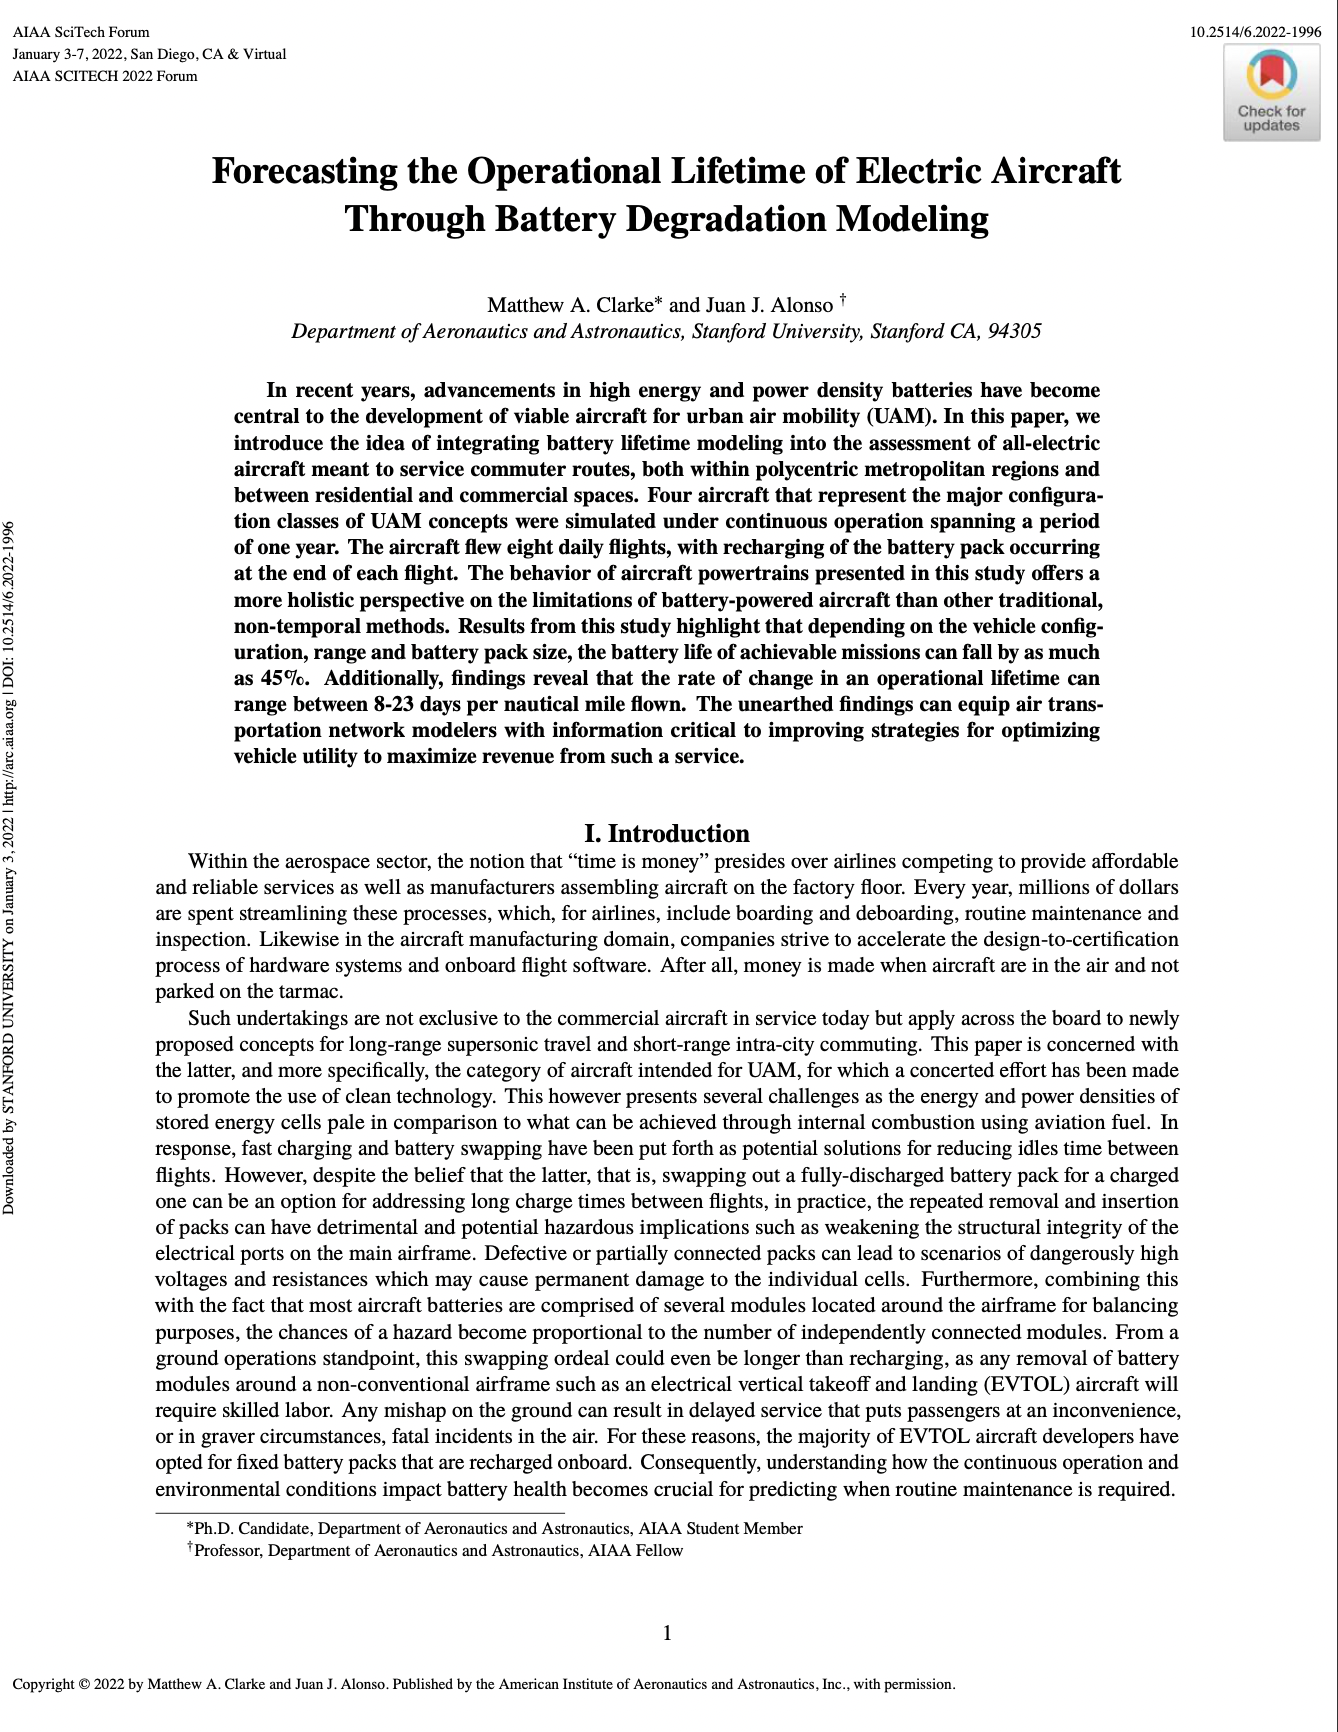 AIAA SciTech Forum
January 3-7, 2022, San Diego, CA & Virtual
AIAA SCITECH 2022 Forum
10.2514/6.2022-1996
Check for
updates
Forecasting the Operational Lifetime of Electric Aircraft
Through Battery Degradation Modeling
Matthew A. Clarke* and Juan J. Alonso †
Department of Aeronautics and Astronautics, Stanford University, Stanford CA, 94305
In recent years, advancements in high energy and power density batteries have become
central to the development of viable aircraft for urban air mobility (UAM). In this paper, we
introduce the idea of integrating battery lifetime modeling into the assessment of all-electric
aircraft meant to service commuter routes, both within polycentric metropolitan regions and
between residential and commercial spaces. Four aircraft that represent the major configura-
tion classes of UAM concepts were simulated under continuous operation spanning a period
of one year. The aircraft flew eight daily flights, with recharging of the battery pack occurring
at the end of each flight. The behavior of aircraft powertrains presented in this study offers a
more holistic perspective on the limitations of battery-powered aircraft than other traditional,
non-temporal methods. Results from this study highlight that depending on the vehicle config-
uration, range and battery pack size, the battery life of achievable missions can fall by as much
as 45%. Additionally, findings reveal that the rate of change in an operational lifetime can
range between 8-23 days per nautical mile flown. The unearthed findings can equip air trans-
portation network modelers with information critical to improving strategies for optimizing
vehicle utility to maximize revenue from such a service.
I. Introduction
Within the aerospace sector, the notion that “time is money” presides over airlines competing to provide affordable
and reliable services as well as manufacturers assembling aircraft on the factory floor. Every year, millions of dollars
are spent streamlining these processes, which, for airlines, include boarding and deboarding, routine maintenance and
inspection. Likewise in the aircraft manufacturing domain, companies strive to accelerate the design-to-certification
process of hardware systems and onboard flight software. After all, money is made when aircraft are in the air and not
parked on the tarmac.
Such undertakings are not exclusive to the commercial aircraft in service today but apply across the board to newly
proposed concepts for long-range supersonic travel and short-range intra-city commuting. This paper is concerned with
the latter, and more specifically, the category of aircraft intended for UAM, for which a concerted effort has been made
to promote the use of clean technology. This however presents several challenges as the energy and power densities of
stored energy cells pale in comparison to what can be achieved through internal combustion using aviation fuel. In
response, fast charging and battery swapping have been put forth as potential solutions for reducing idles time between
flights. However, despite the belief that the latter, that is, swapping out a fully-discharged battery pack for a charged
one can be an option for addressing long charge times between flights, in practice, the repeated removal and insertion
of packs can have detrimental and potential hazardous implications such as weakening the structural integrity of the
electrical ports on the main airframe. Defective or partially connected packs can lead to scenarios of dangerously high
voltages and resistances which may cause permanent damage to the individual cells. Furthermore, combining this
with the fact that most aircraft batteries are comprised of several modules located around the airframe for balancing
purposes, the chances of a hazard become proportional to the number of independently connected modules. From a
ground operations standpoint, this swapping ordeal could even be longer than recharging, as any removal of battery
modules around a non-conventional airframe such as an electrical vertical takeoff and landing (EVTOL) aircraft will
require skilled labor. Any mishap on the ground can result in delayed service that puts passengers at an inconvenience,
or in graver circumstances, fatal incidents in the air. For these reasons, the majority of EVTOL aircraft developers have
opted for fixed battery packs that are recharged onboard. Consequently, understanding how the continuous operation and
environmental conditions impact battery health becomes crucial for predicting when routine maintenance is required.
*Ph.D. Candidate, Department of Aeronautics and Astronautics, AIAA Student Member
†Professor, Department of Aeronautics and Astronautics, AIAA Fellow
1
Copyright © 2022 by Matthew A. Clarke and Juan J. Alonso. Published by the American Institute of Aeronautics and Astronautics, Inc., with permission.
Downloaded by STANFORD UNIVERSITY on January 3, 2022 | http://arc.aiaa.org | DOI: 10.2514/6.2022-1996